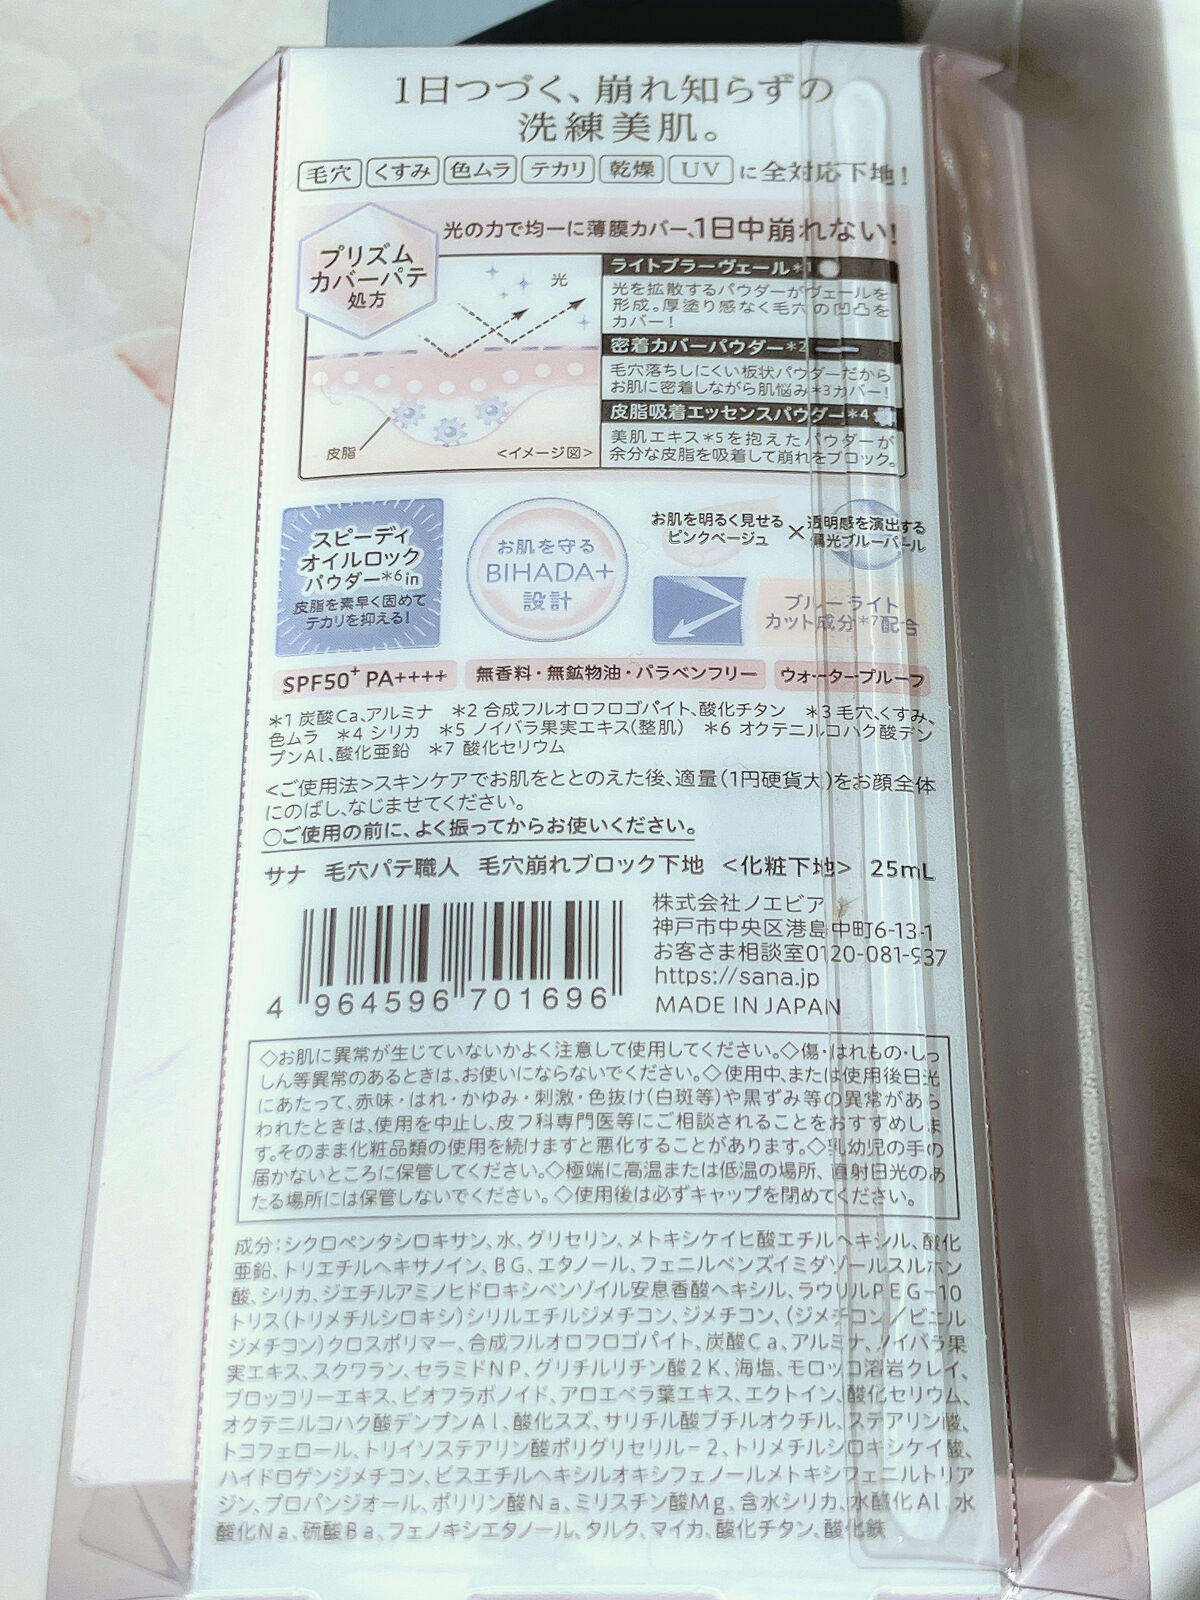 1日つづく、崩れ知らずの
洗練美肌。
毛穴 くすみ 色ムラ テカリ 乾燥 UV に全対応下地!
光の力で均一に薄膜カバー、1日中崩れない!
プリズム
カバーパテ
処方
光
皮脂
<イメージ図>
ライトブラーヴェール*1
光を拡散するパウダーがヴェールを
形成。厚塗り感なく毛穴の凹凸を
カバー!
密着カバーパウダー*2
毛穴落ちしにくい板状パウダーだから
お肌に密着しながら肌悩み*3カバー!
皮脂吸着エッセンスパウダー*4
美肌エキス*5を抱えたパウダーが
余分な皮脂を吸着して崩れをブロック。
スピーディ
オイルロック
パウダー*6in
皮脂を素早く固めて
テカリを抑える!
お肌を守る
BIHADA+
設計
お肌を明るく見せる
ピンクベージュ
×
透明感を演出する
偏光ブルーパール
ブルーライト
カット成分*7配合
SPF50+ PA++++ 無香料・無鉱物油・パラベンフリー ウォータープルーフ
*1 炭酸Ca、アルミナ *2 合成フルオロフロゴパイト、酸化チタン *3 毛穴、くすみ、
色ムラ *4 シリカ *5 ノイバラ果実エキス(整肌) *6 オクテニルコハク酸デン
プンAl、酸化亜鉛 *7 酸化セリウム
<ご使用法>スキンケアでお肌をととのえた後、適量(1円硬貨大)をお顔全体
にのばし、なじませてください。
○ご使用の前に、よく振ってからお使いください。
サナ 毛穴パテ職人 毛穴崩れブロック下地 <化粧下地> 25mL
4 964596 701696
株式会社ノエビア
神戸市中央区港島中町6-13-1
お客さま相談室0120-081-937
https://sana.jp
MADE IN JAPAN
◇お肌に異常が生じていないかよく注意して使用してください。◇傷・はれもの・しっ
しん等異常のあるときは、お使いにならないでください。◇使用中、または使用後日光
にあたって、赤味・はれ・かゆみ・刺激・色抜け(白斑等)や黒ずみ等の異常があら
われたときは、使用を中止し、皮フ科専門医等にご相談されることをおすすめしま
す。そのまま化粧品類の使用を続けますと悪化することがあります。◇乳幼児の手の
届かないところに保管してください。◇極端に高温または低温の場所、直射日光のあ
たる場所には保管しないでください。◇使用後は必ずキャップを閉めてください。
成分:シクロペンタシロキサン、水、グリセリン、メトキシケイヒ酸エチルヘキシル、酸化
亜鉛、トリエチルヘキサノイン、BG、エタノール、フェニルベンズイミダゾールスルホン
酸、シリカ、ジエチルアミノヒドロキシベンゾイル安息香酸ヘキシル、ラウリルPEG-10
トリス(トリメチルシロキシ)シリルエチルジメチコン、ジメチコン、(ジメチコン/ビニル
ジメチコン)クロスポリマー、合成フルオロフロゴパイト、炭酸Ca、アルミナ、ノイバラ果
実エキス、スクワラン、セラミドNP、グリチルリチン酸2K、海塩、モロッコ溶岩クレイ、
ブロッコリーエキス、ビオフラボノイド、アロエベラ葉エキス、エクトイン、酸化セリウム、
オクテニルコハク酸デンプンAl、酸化スズ、サリチル酸ブチルオクチル、ステアリン酸、
トコフェロール、トリイソステアリン酸ポリグリセリル-2、トリメチルシロキシケイ酸、
ハイドロゲンジメチコン、ビスエチルヘキシルオキシフェノールメトキシフェニルトリア
ジン、プロパンジオール、ポリリン酸Na、ミリスチン酸Mg、含水シリカ、水酸化Al、水
酸化Na、硫酸Ba、フェノキシエタノール、タルク、マイカ、酸化チタン、酸化鉄